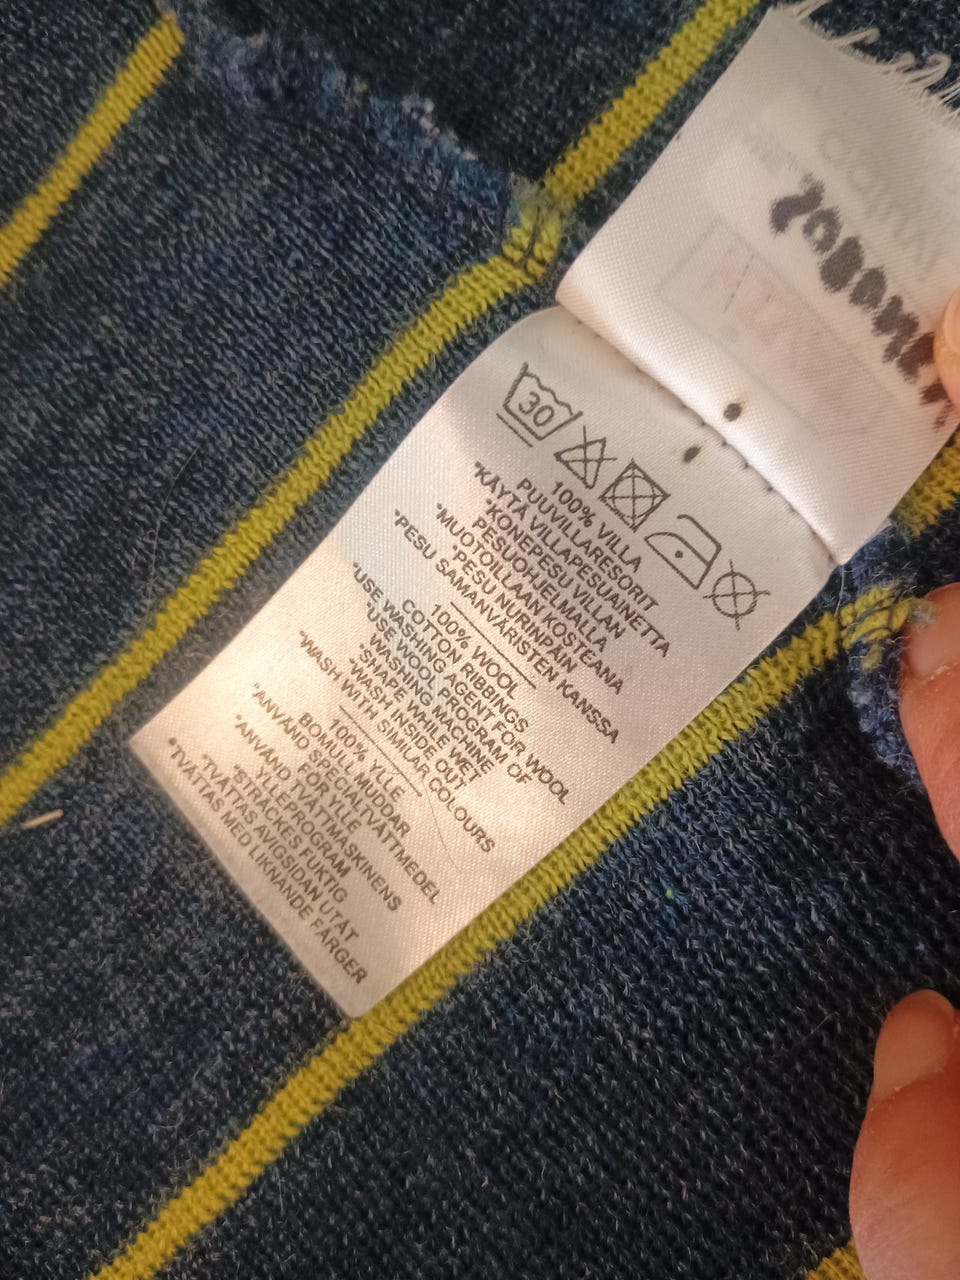 30
100% VILLA
PUUVILLARESORIT
*KÄYTÄ VILLAPESUAINETTA
*KONEPESU VILLAN
PESUOHJELMALLA
*MUOTOILLAAN KOSTEANA
*PESU NURINPÄIN
*PESU SAMANVÄRISTEN KANSSA
100% WOOL
COTTON RIBBINGS
*USE WASHING AGENT FOR WOOL
*USE WOOL PROGRAM OF
WASHING MACHINE
*SHAPE WHILE WET
*WASH INSIDE OUT
*WASH WITH SIMILAR COLOURS
100% YLLE
BOMULL MUDDAR
*ANVÄND SPECIALTVÄTTMEDEL
FÖR YLLE
*ANVÄND TVÄTTMASKINENS
YLLEPROGRAM
*STRÄCKES FUKTIG
*TVÄTTAS AVIGSIDAN UTÅT
*TVÄTTAS MED LIKNANDE FÄRGER